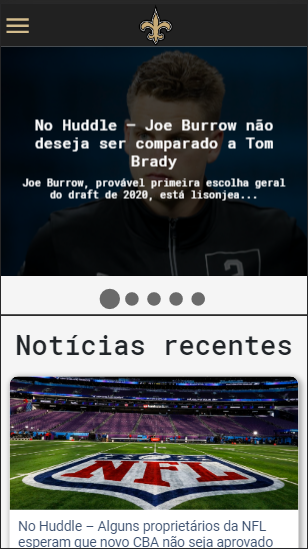 No Huddle – Joe Burrow não
deseja ser comparado a Tom
Brady
Joe Burrow, provável primeira escolha geral
do draft de 2020, está lisonjea...
2
Notícias recentes
NFL
No Huddle – Alguns proprietários da NFL
esperam que novo CBA não seja aprovado